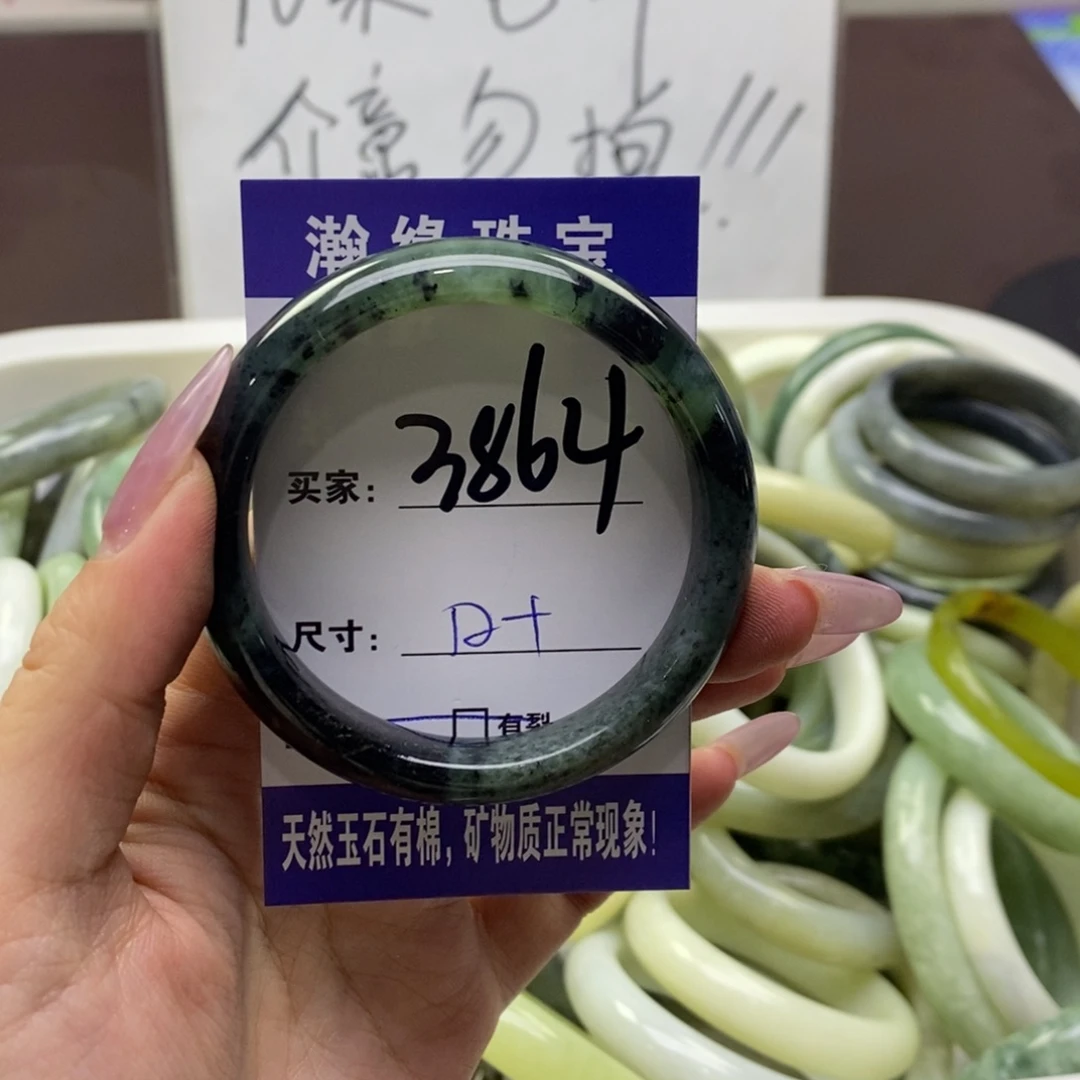 介意勿拍!!!
瀚缘珠宝
买家: 3864
尺寸: D+
有裂
天然玉石有棉,矿物质正常现象!